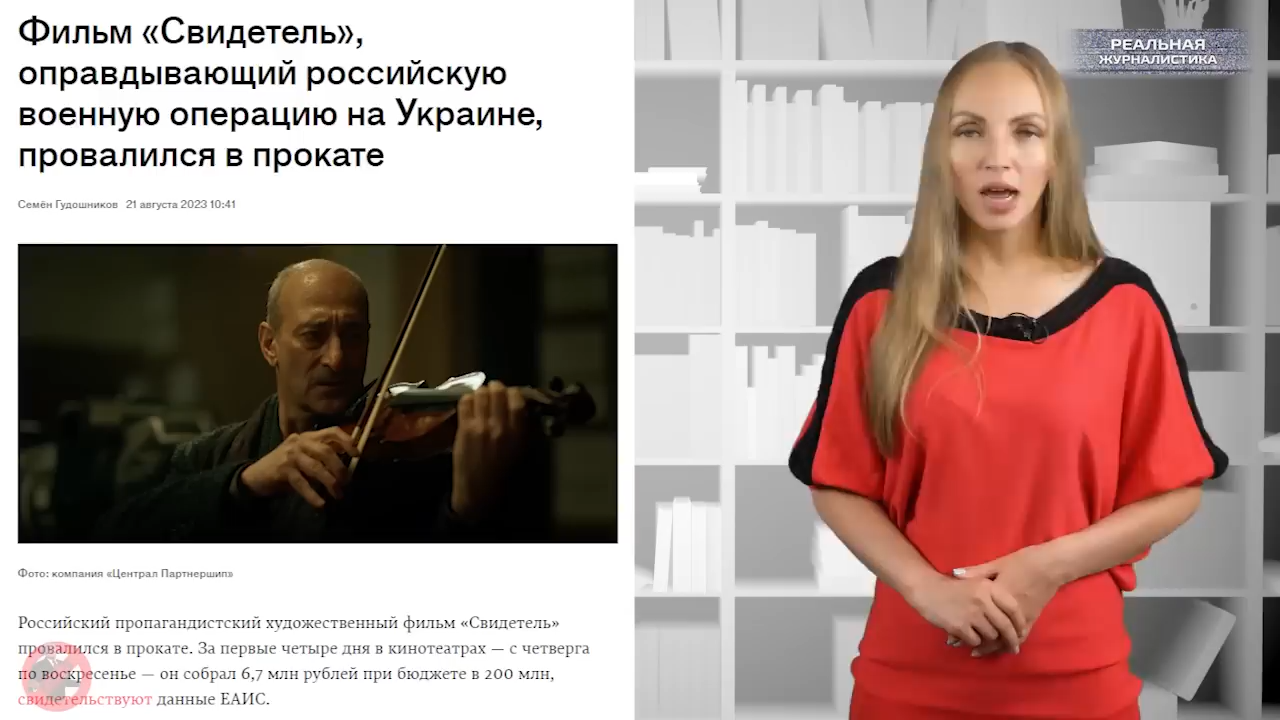 Фильм «Свидетель»,
оправдывающий российскую
военную операцию на Украине,
провалился в прокате
Семён Гудошников 21 августа 2023 10:41
Фото: компания «Централ Партнершип»
Российский пропагандистский художественный фильм «Свидетель»
провалился в прокате. За первые четыре дня в кинотеатрах — с четверга
по воскресенье — он собрал 6,7 млн рублей при бюджете в 200 млн,
свидетельствуют данные ЕАИС.
РЕАЛЬНАЯ
ЖУРНАЛИСТИКА